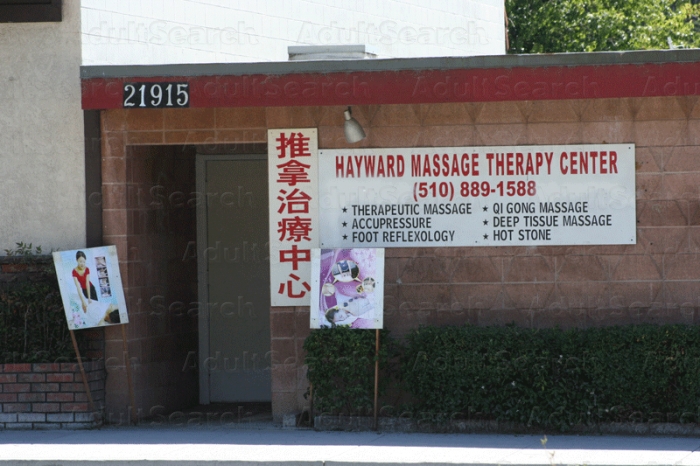 21915
推拿治療中心
HAYWARD MASSAGE THERAPY CENTER
(510) 889-1588
★ THERAPEUTIC MASSAGE ★ QI GONG MASSAGE
★ ACCUPRESSURE ★ DEEP TISSUE MASSAGE
★ FOOT REFLEXOLOGY ★ HOT STONE
AdultSearch